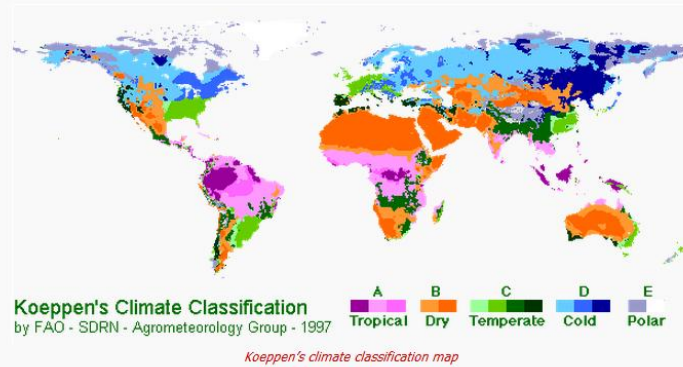 Koeppen's Climate Classification
by FAO - SDRN - Agrometeorology Group - 1997
A B C D E
Tropical Dry Temperate Cold Polar
Koeppen's climate classification map